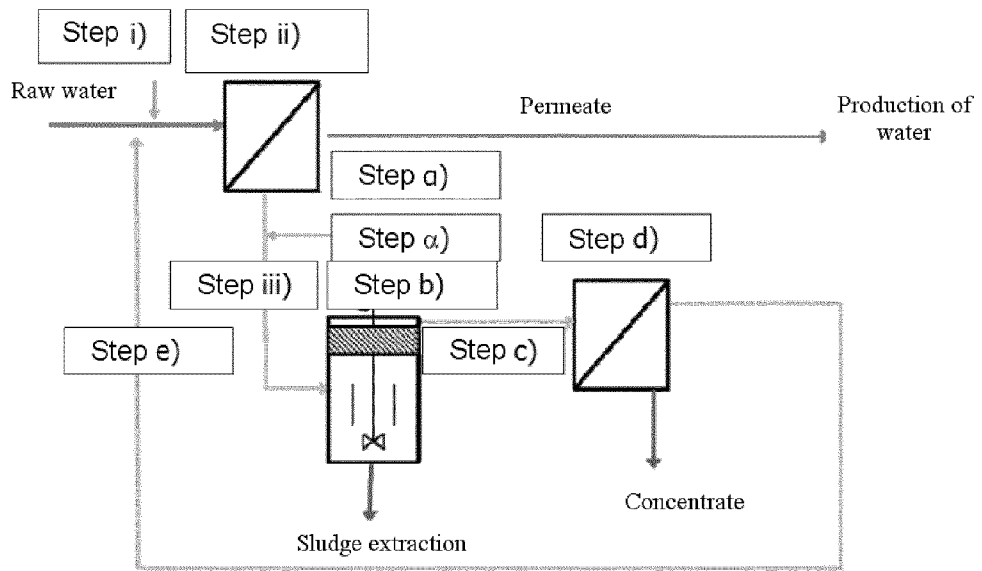 Step i)
Step ii)
Raw water
Permeate
Production of
water
Step a)
Step α)
Step d)
Step iii)
Step b)
Step e)
Step c)
Concentrate
Sludge extraction